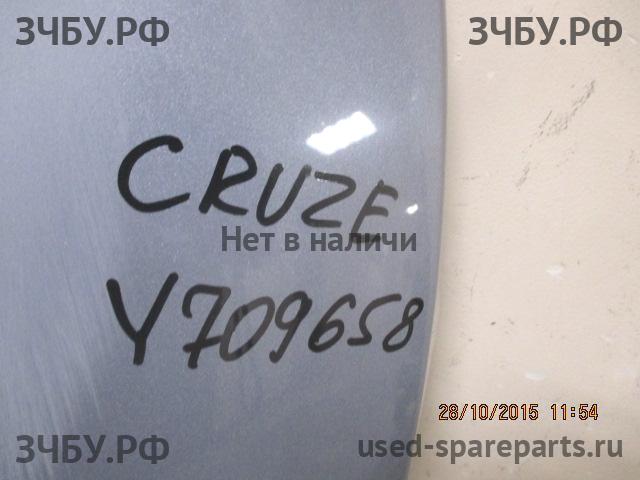 ЗЧБУ.РФ ЗЧБУ.РФ
CRUZE
Нет в наличи
Y709658
28/10/2015 11:54
ЗЧБУ.РФ used-spareparts.ru